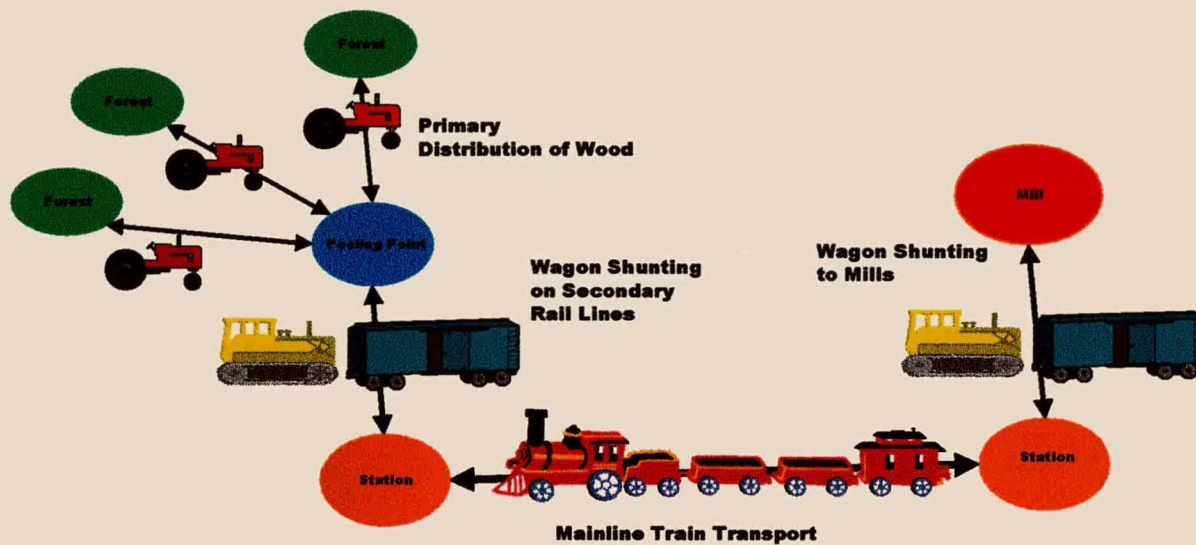 Forest
Forest
Primary
Distribution of Wood
Forest
Mill
Pooling Point
Wagon Shunting
on Secondary
Rail Lines
Wagon Shunting
to Mills
Station
Station
Mainline Train Transport